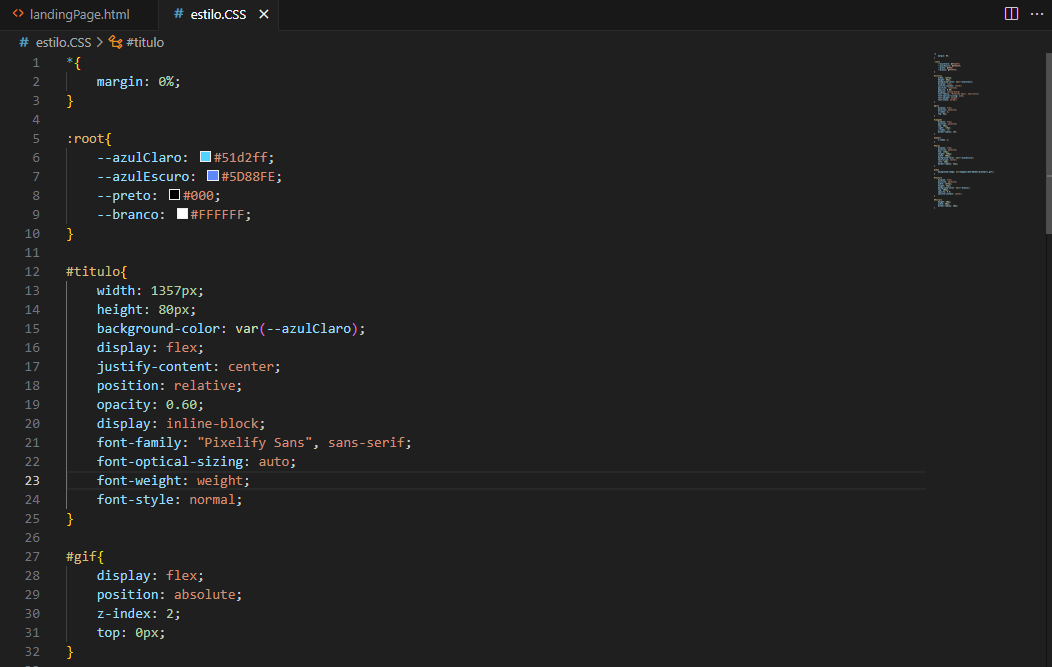 <> landingPage.html # estilo.CSS ×
# estilo.CSS > #titulo
1 *{
2 margin: 0%;
3 }
4
5 :root{
6 --azulClaro: #51d2ff;
7 --azulEscuro: #5D88FE;
8 --preto: #000;
9 --branco: #FFFFFF;
10 }
11
12 #titulo{
13 width: 1357px;
14 height: 80px;
15 background-color: var(--azulClaro);
16 display: flex;
17 justify-content: center;
18 position: relative;
19 opacity: 0.60;
20 display: inline-block;
21 font-family: "Pixelify Sans", sans-serif;
22 font-optical-sizing: auto;
23 font-weight: weight;
24 font-style: normal;
25 }
26
27 #gif{
28 display: flex;
29 position: absolute;
30 z-index: 2;
31 top: 0px;
32 }